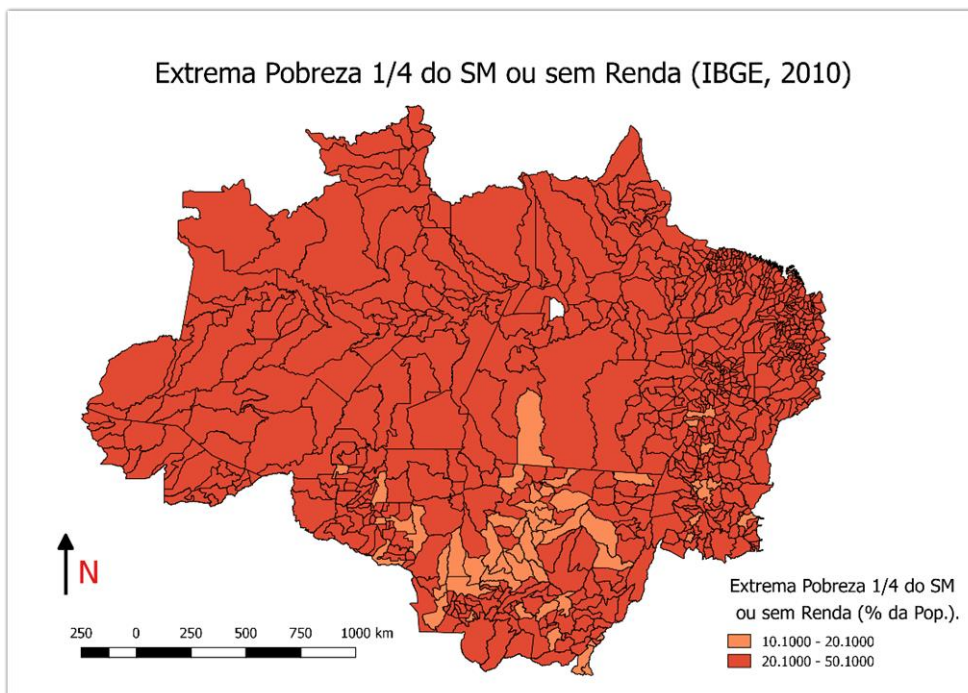 Extrema Pobreza 1/4 do SM ou sem Renda (IBGE, 2010)
N
250 0 250 500 750 1000 km
Extrema Pobreza 1/4 do SM
ou sem Renda (% da Pop.).
10.1000 - 20.1000
20.1000 - 50.1000